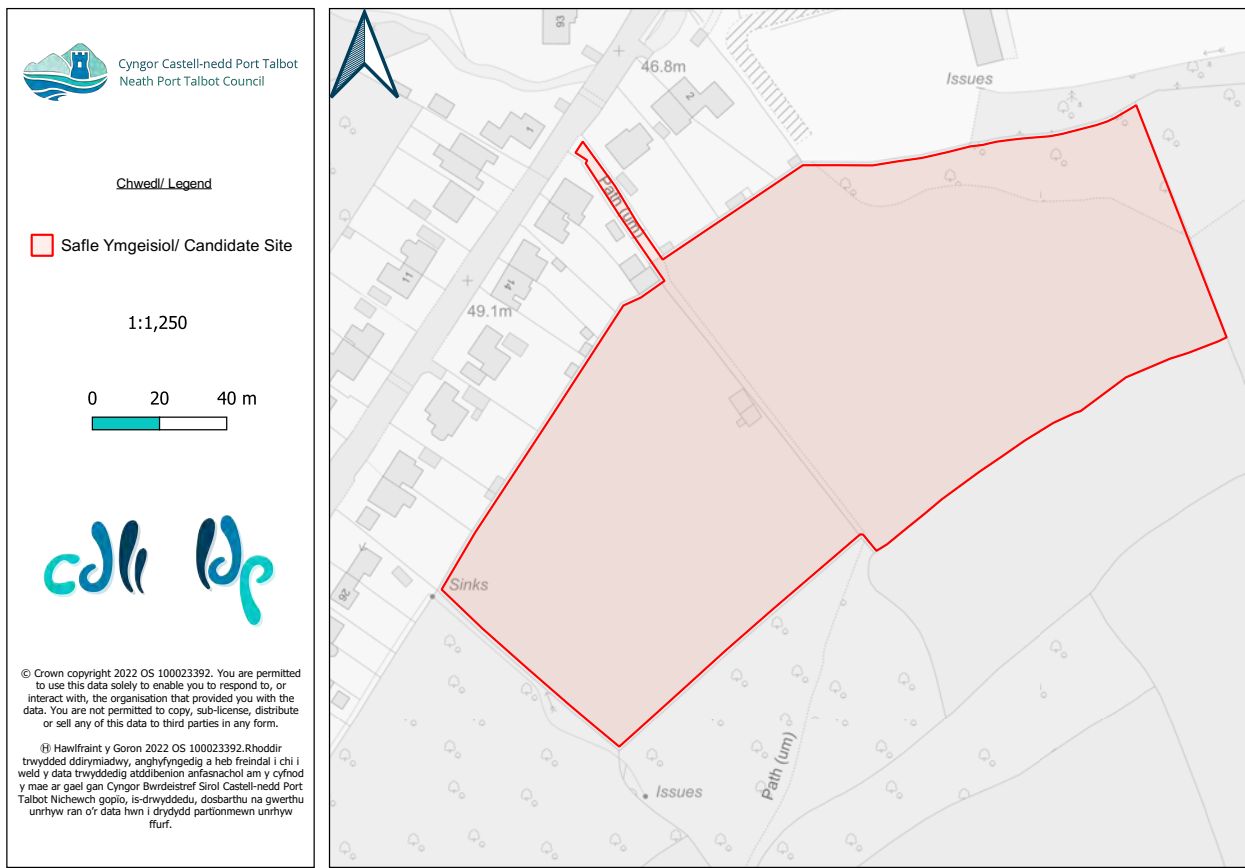 Cyngor Castell-nedd Port Talbot
Neath Port Talbot Council
Chwedl/ Legend
Safle Ymgeisiol/ Candidate Site
1:1,250
0 20 40 m
cdll ldp
© Crown copyright 2022 OS 100023392. You are permitted
to use this data solely to enable you to respond to, or
interact with, the organisation that provided you with the
data. You are not permitted to copy, sub-license, distribute
or sell any of this data to third parties in any form.
Ⓗ Hawlfraint y Goron 2022 OS 100023392.Rhoddir
trwydded ddirymiadwy, anghyfyngedig a heb freindal i chi i
weld y data trwyddedig atddibenion anfasnachol am y cyfnod
y mae ar gael gan Cyngor Bwrdeistref Sirol Castell-nedd Port
Talbot Nichewch gopïo, is-drwyddedu, dosbarthu na gwerthu
unrhyw ran o'r data hwn i drydydd partïonmewn unrhyw
ffurf.
93
46.8m
Issues
2
1
Path (um)
11
14
49.1m
Sinks
26
Issues
Path (um)